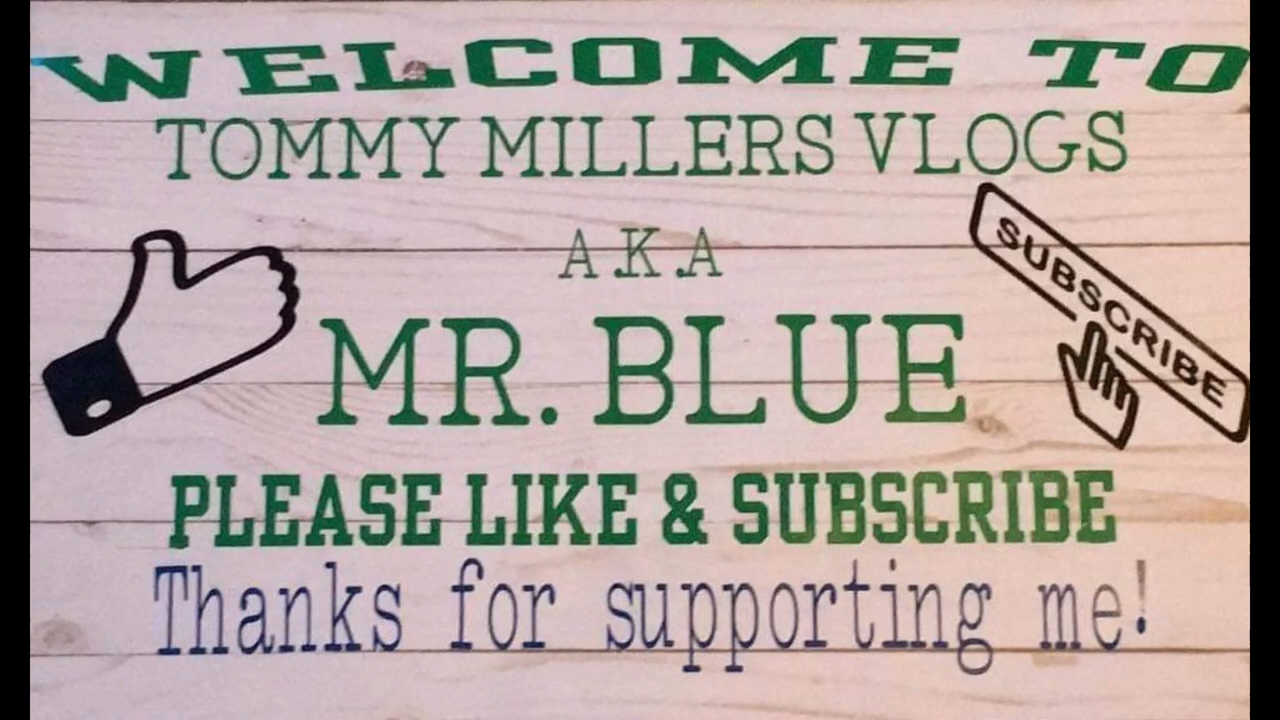 WELCOME TO
TOMMY MILLERS VLOGS
A.K.A
MR. BLUE
SUBSCRIBE
PLEASE LIKE & SUBSCRIBE
Thanks for supporting me!